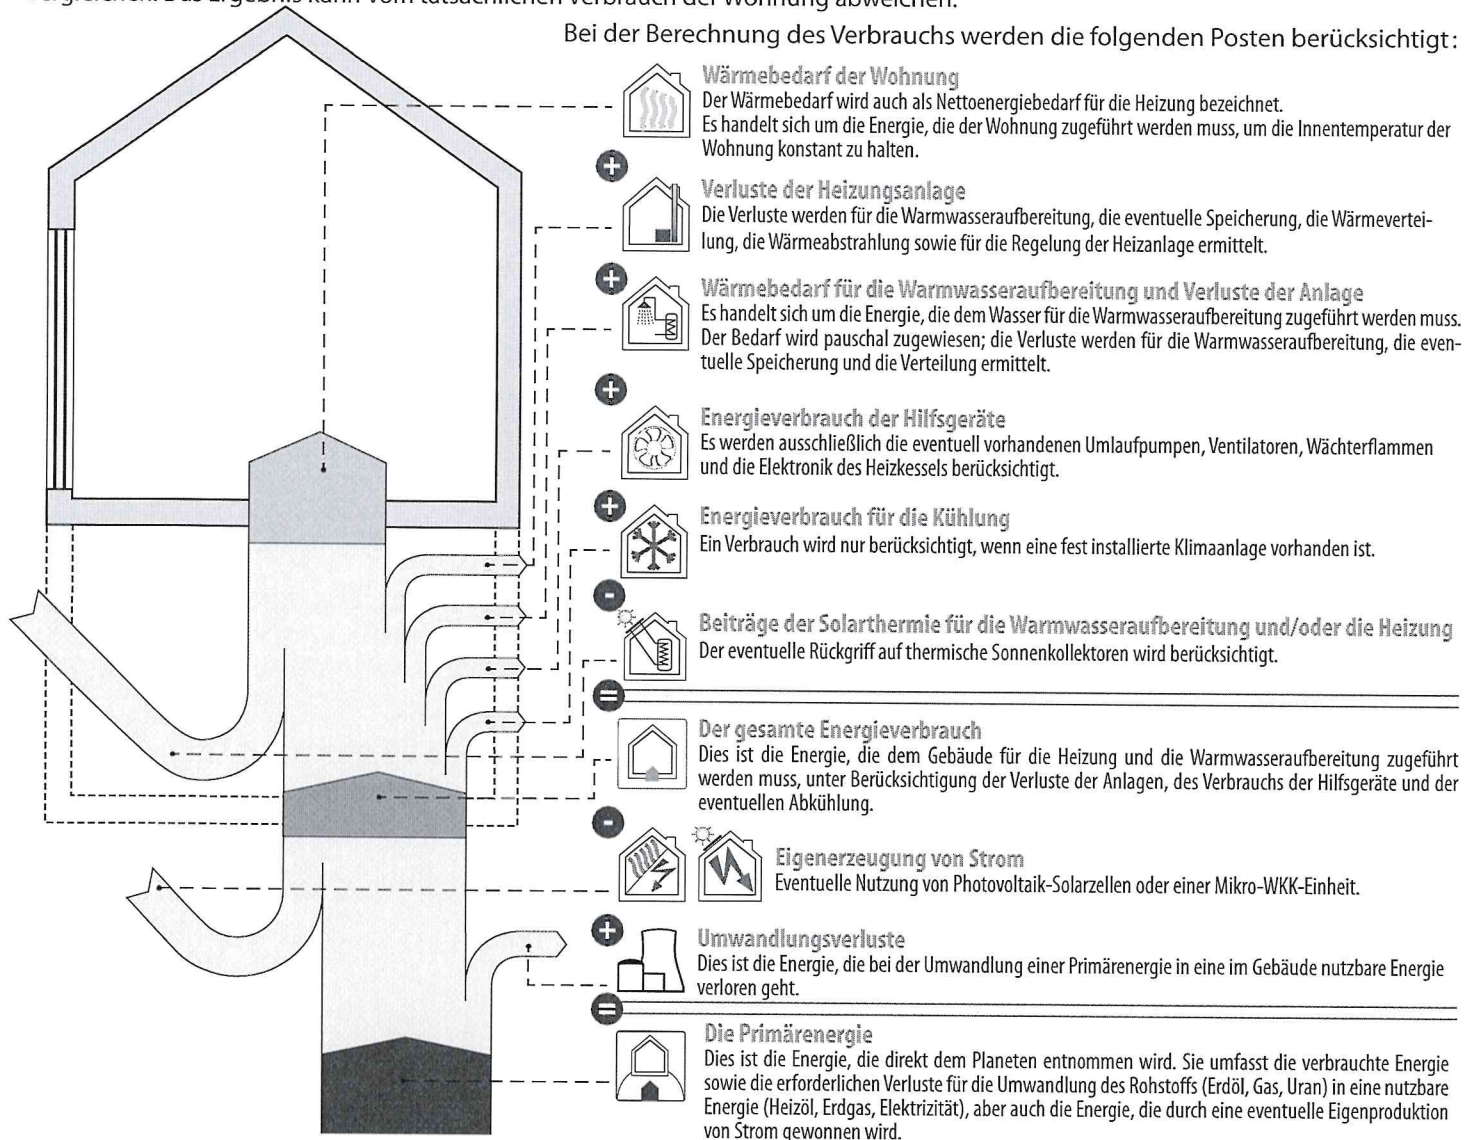 Das Ergebnis kann vom tatsächlichen Verbrauch der Wohnung abweichen.
Bei der Berechnung des Verbrauchs werden die folgenden Posten berücksichtigt:
Wärmebedarf der Wohnung
Der Wärmebedarf wird auch als Nettoenergiebedarf für die Heizung bezeichnet.
Es handelt sich um die Energie, die der Wohnung zugeführt werden muss, um die Innentemperatur der
Wohnung konstant zu halten.
+
Verluste der Heizungsanlage
Die Verluste werden für die Warmwasseraufbereitung, die eventuelle Speicherung, die Wärmevertei-
lung, die Wärmeabstrahlung sowie für die Regelung der Heizanlage ermittelt.
+
Wärmebedarf für die Warmwasseraufbereitung und Verluste der Anlage
Es handelt sich um die Energie, die dem Wasser für die Warmwasseraufbereitung zugeführt werden muss.
Der Bedarf wird pauschal zugewiesen; die Verluste werden für die Warmwasseraufbereitung, die even-
tuelle Speicherung und die Verteilung ermittelt.
+
Energieverbrauch der Hilfsgeräte
Es werden ausschließlich die eventuell vorhandenen Umlaufpumpen, Ventilatoren, Wächterflammen
und die Elektronik des Heizkessels berücksichtigt.
+
Energieverbrauch für die Kühlung
Ein Verbrauch wird nur berücksichtigt, wenn eine fest installierte Klimaanlage vorhanden ist.
-
Beiträge der Solarthermie für die Warmwasseraufbereitung und/oder die Heizung
Der eventuelle Rückgriff auf thermische Sonnenkollektoren wird berücksichtigt.
=
Der gesamte Energieverbrauch
Dies ist die Energie, die dem Gebäude für die Heizung und die Warmwasseraufbereitung zugeführt
werden muss, unter Berücksichtigung der Verluste der Anlagen, des Verbrauchs der Hilfsgeräte und der
eventuellen Abkühlung.
-
Eigenerzeugung von Strom
Eventuelle Nutzung von Photovoltaik-Solarzellen oder einer Mikro-WKK-Einheit.
+
Umwandlungsverluste
Dies ist die Energie, die bei der Umwandlung einer Primärenergie in eine im Gebäude nutzbare Energie
verloren geht.
=
Die Primärenergie
Dies ist die Energie, die direkt dem Planeten entnommen wird. Sie umfasst die verbrauchte Energie
sowie die erforderlichen Verluste für die Umwandlung des Rohstoffs (Erdöl, Gas, Uran) in eine nutzbare
Energie (Heizöl, Erdgas, Elektrizität), aber auch die Energie, die durch eine eventuelle Eigenproduktion
von Strom gewonnen wird.